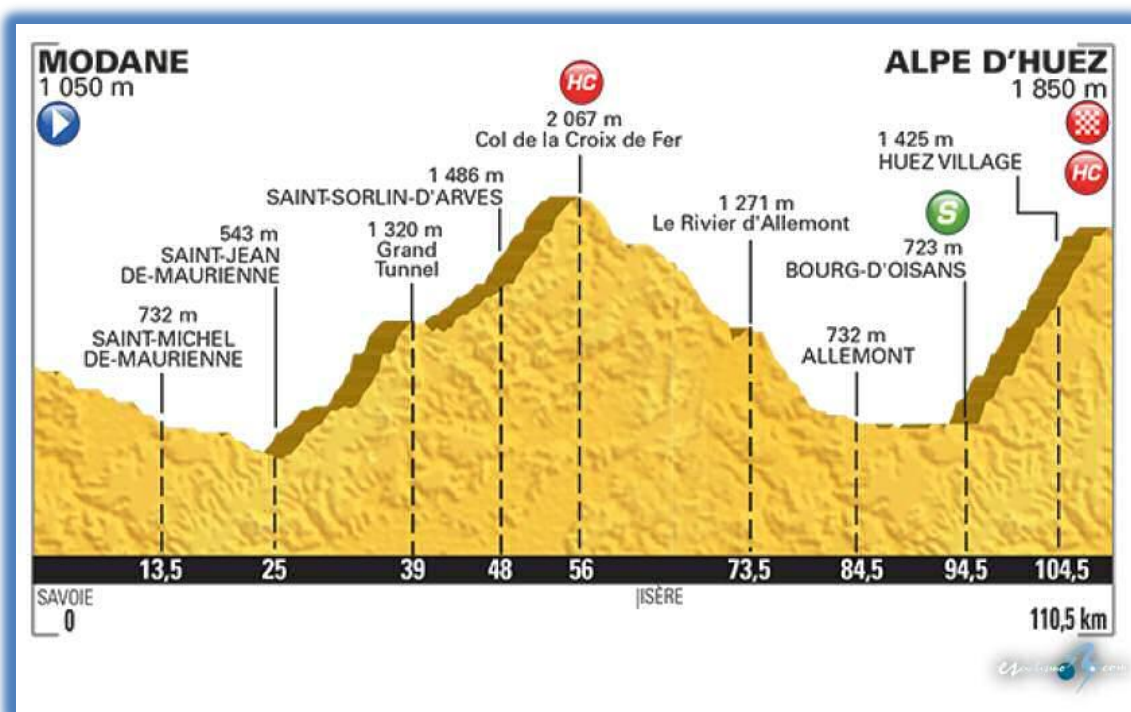 MODANE
1 050 m
ALPE D'HUEZ
1 850 m
HC
2 067 m
Col de la Croix de Fer
1 425 m
HUEZ VILLAGE
HC
1 486 m
SAINT-SORLIN-D'ARVES
1 271 m
Le Rivier d'Allemont
S
723 m
BOURG-D'OISANS
543 m
SAINT-JEAN
DE-MAURIENNE
1 320 m
Grand
Tunnel
732 m
SAINT-MICHEL
DE-MAURIENNE
732 m
ALLEMONT
13,5 25 39 48 56 73,5 84,5 94,5 104,5
SAVOIE ISÈRE
0 110,5 km